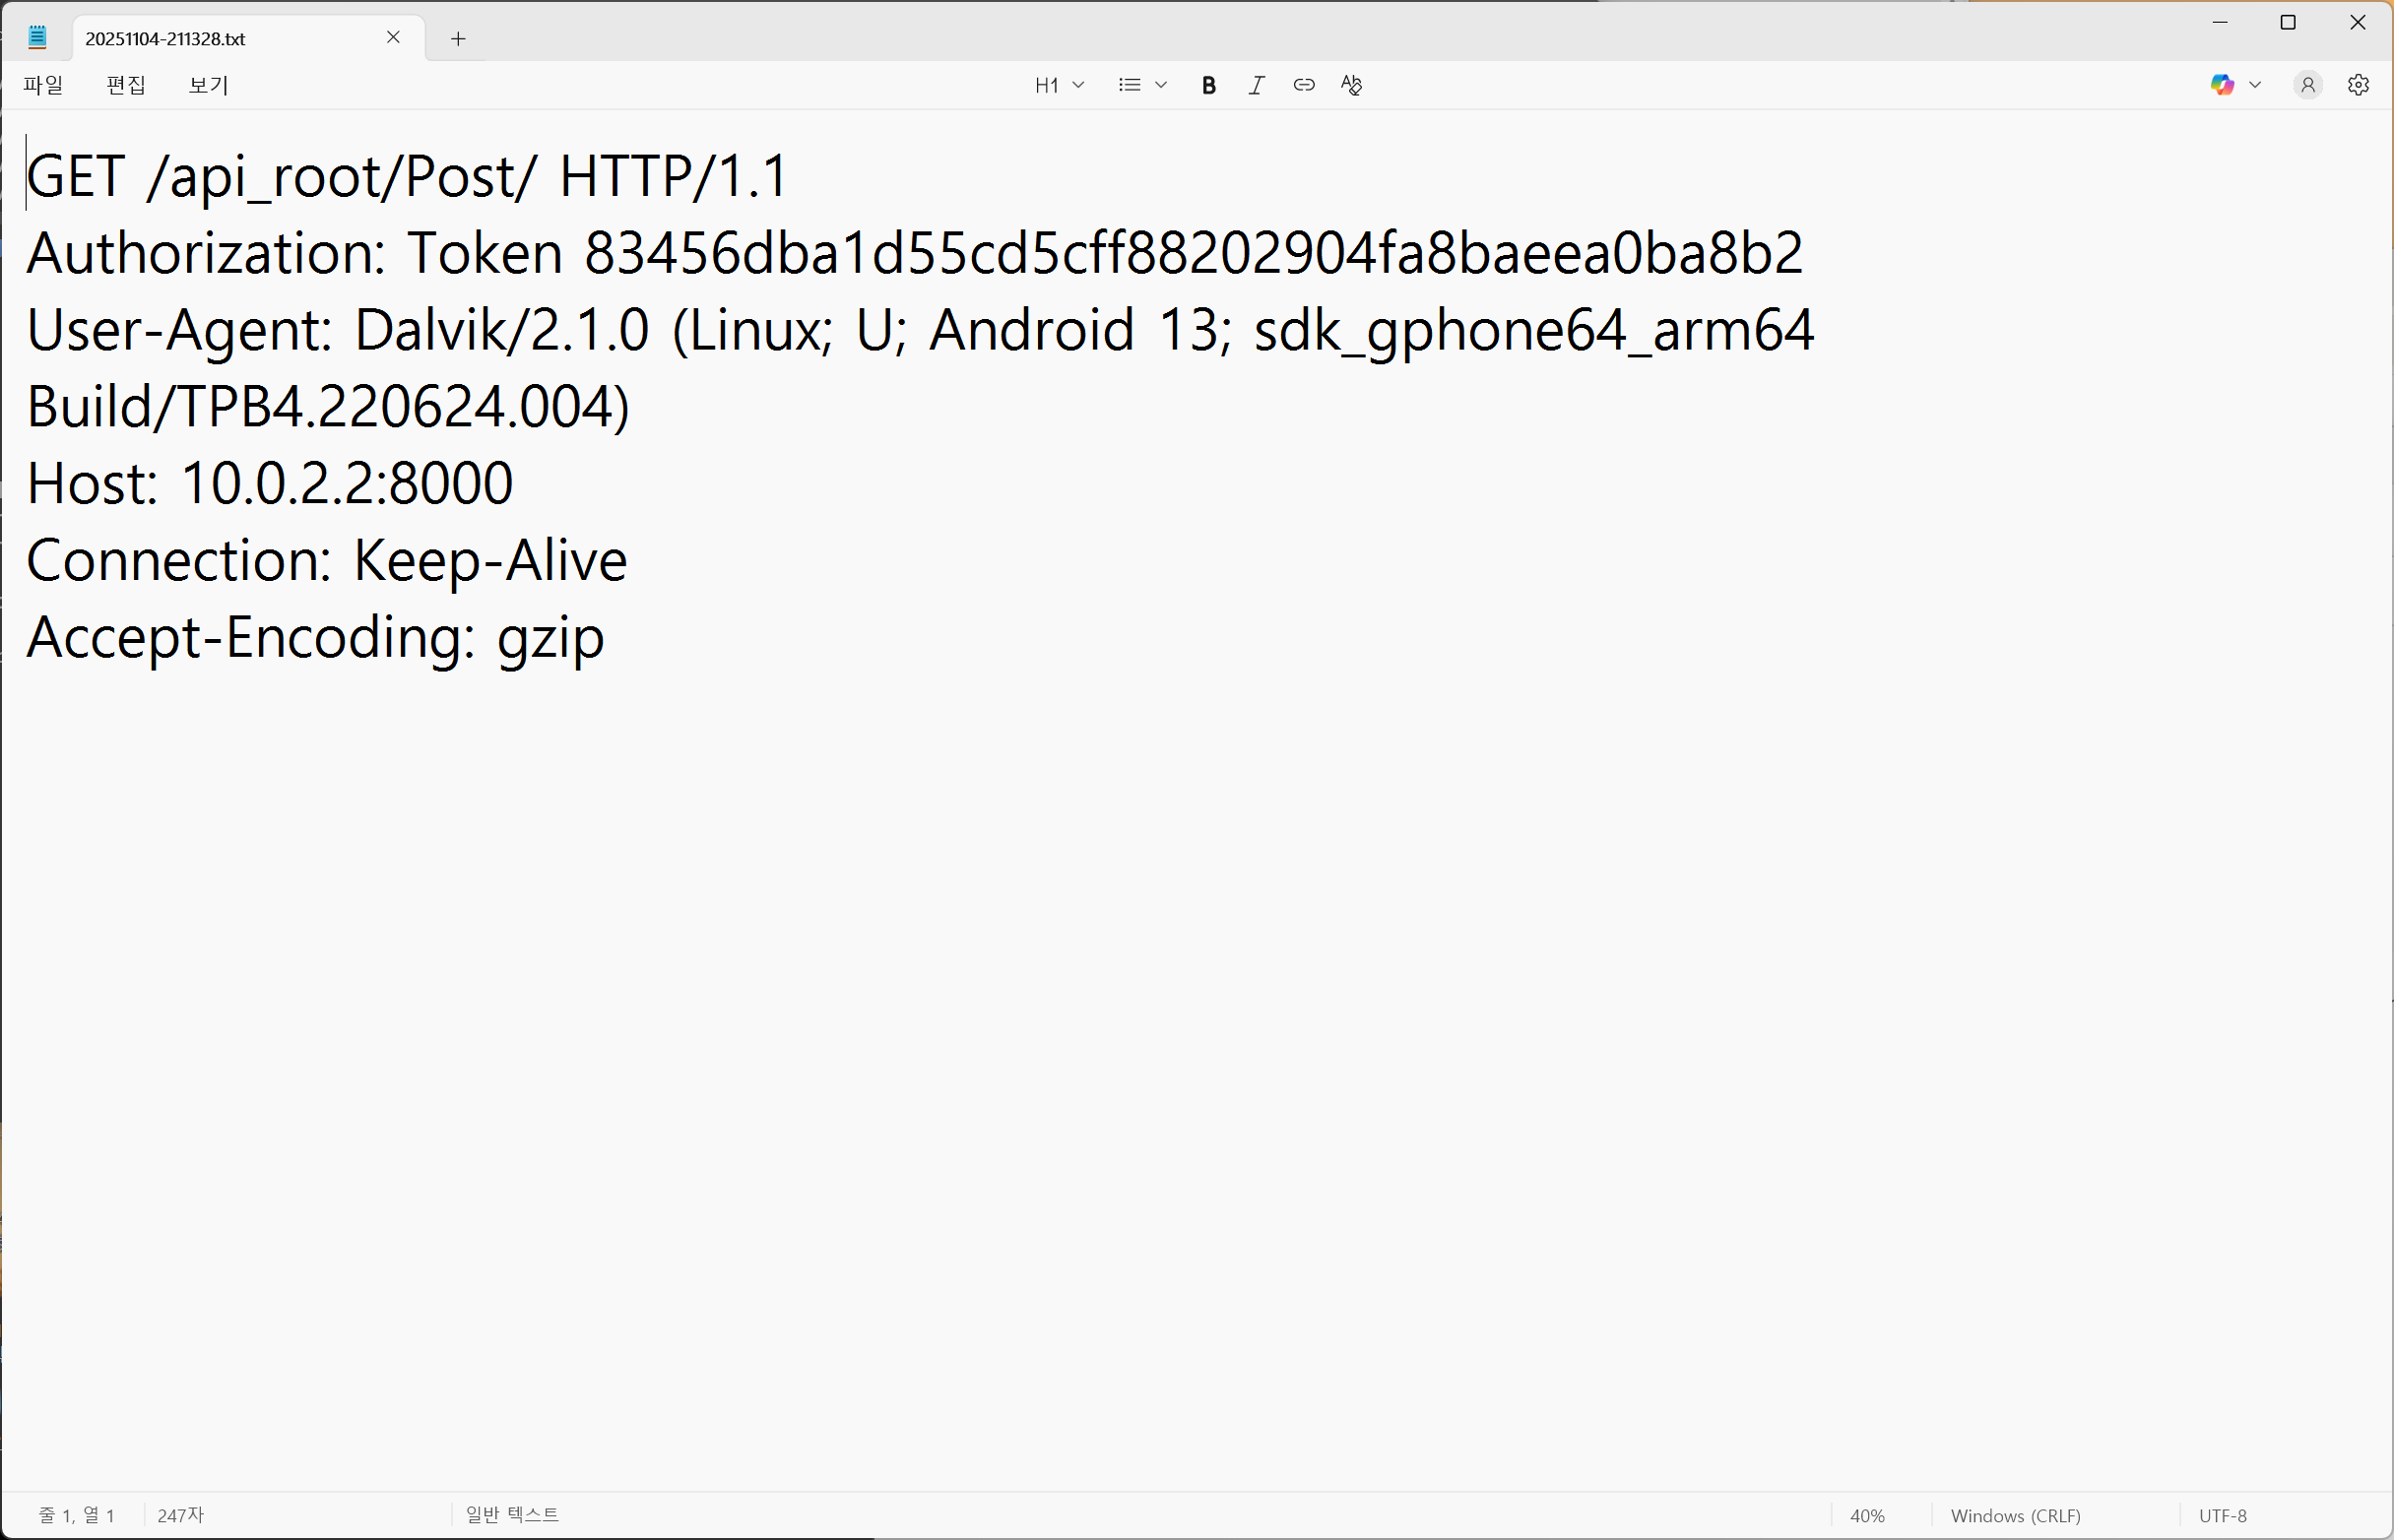 20251104-211328.txt
파일 편집 보기 H1 B I
GET /api_root/Post/ HTTP/1.1
Authorization: Token 83456dba1d55cd5cff88202904fa8baeea0ba8b2
User-Agent: Dalvik/2.1.0 (Linux; U; Android 13; sdk_gphone64_arm64
Build/TPB4.220624.004)
Host: 10.0.2.2:8000
Connection: Keep-Alive
Accept-Encoding: gzip
줄 1, 열 1 247자 일반 텍스트 40% Windows (CRLF) UTF-8